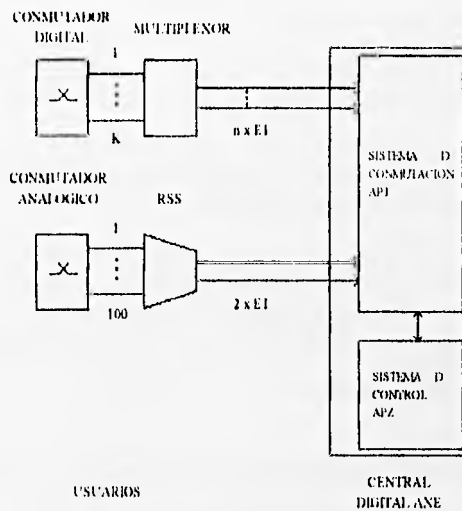 CONMUTADOR
DIGITAL
1
K
MULTIPLEXOR
n x E1
CONMUTADOR
ANALOGICO
1
100
RSS
2 x E1
SISTEMA D
CONMUTACION
APT
SISTEMA D
CONTROL
APZ
USUARIOS
CENTRAL
DIGITAL AXE